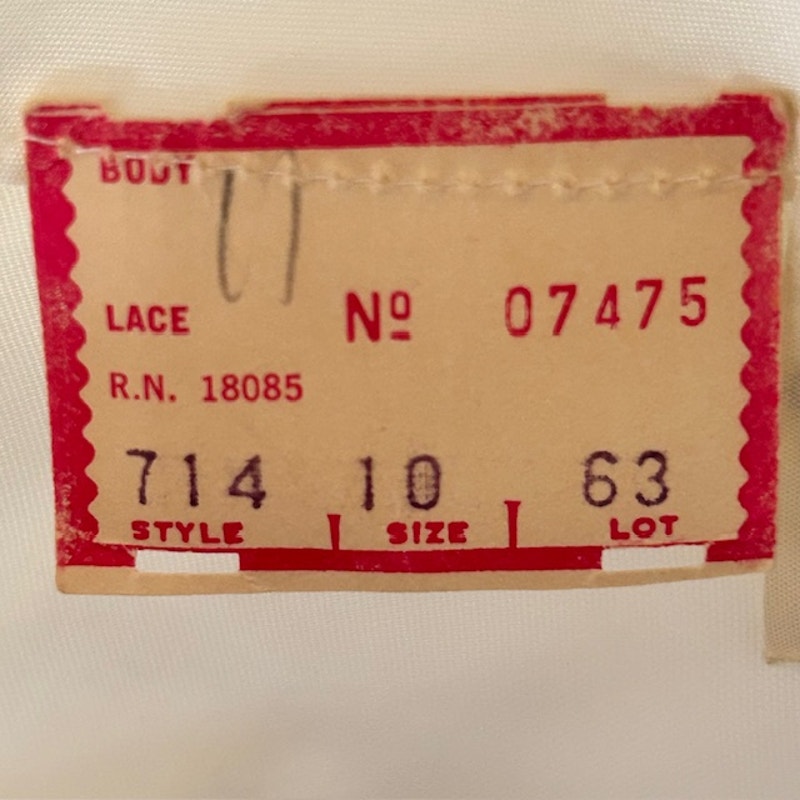 BODY
LACE Nº 07475
R.N. 18085
714 10 63
STYLE SIZE LOT